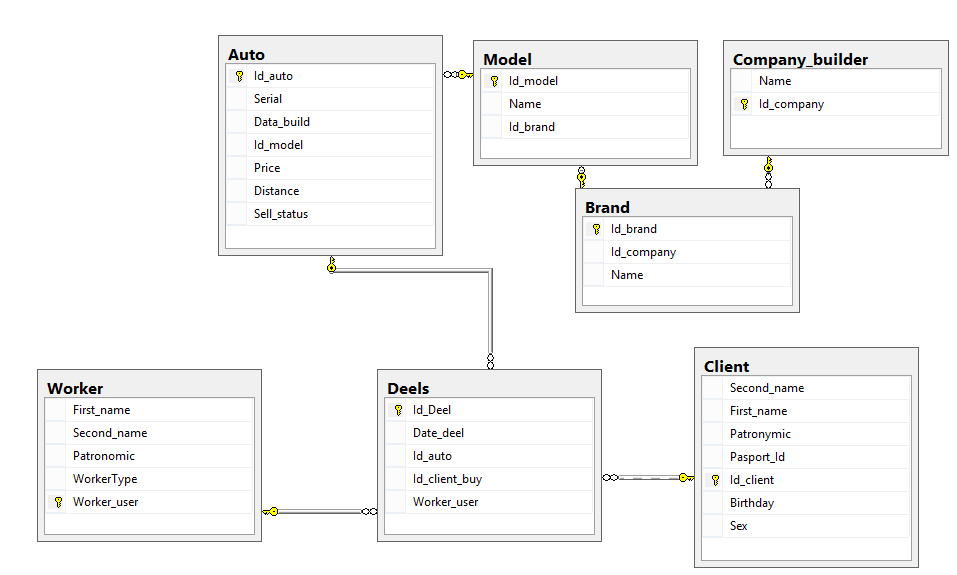 Auto
Id_auto
Serial
Data_build
Id_model
Price
Distance
Sell_status
Model
Id_model
Name
Id_brand
Company_builder
Name
Id_company
Brand
Id_brand
Id_company
Name
Worker
First_name
Second_name
Patronomic
WorkerType
Worker_user
Deels
Id_Deel
Date_deel
Id_auto
Id_client_buy
Worker_user
Client
Second_name
First_name
Patronymic
Pasport_Id
Id_client
Birthday
Sex